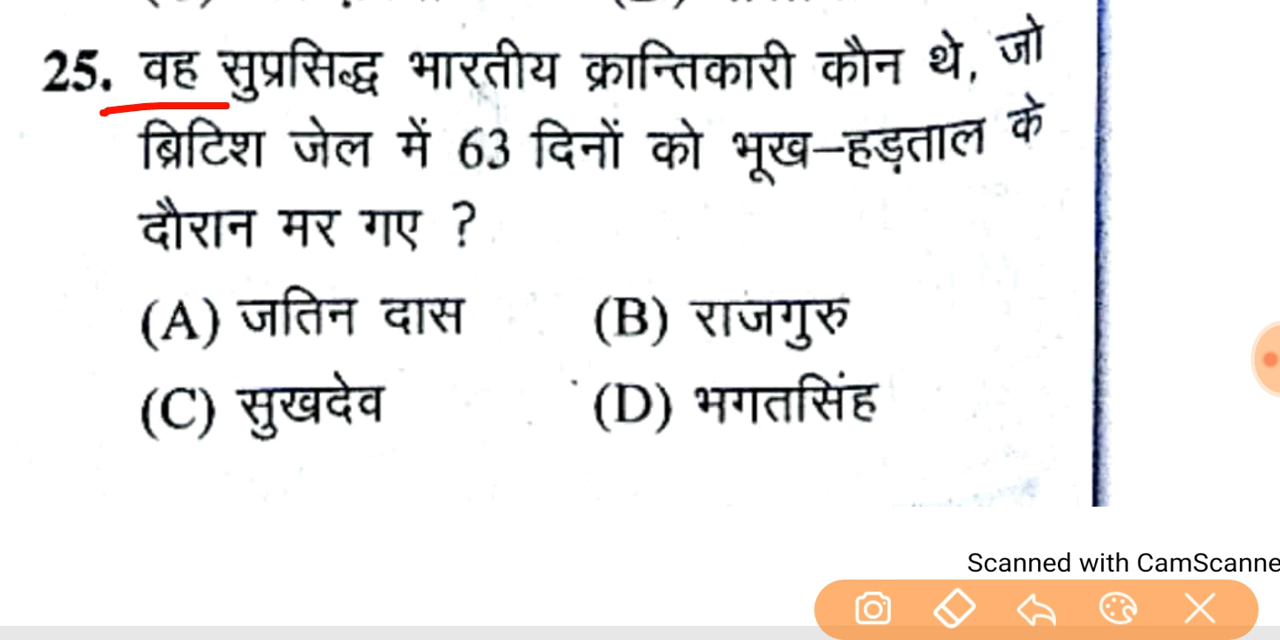 25. वह सुप्रसिद्ध भारतीय क्रान्तिकारी कौन थे, जो
ब्रिटिश जेल में 63 दिनों को भूख-हड़ताल के
दौरान मर गए ?
(A) जतिन दास (B) राजगुरु
(C) सुखदेव (D) भगतसिंह
Scanned with CamScanne